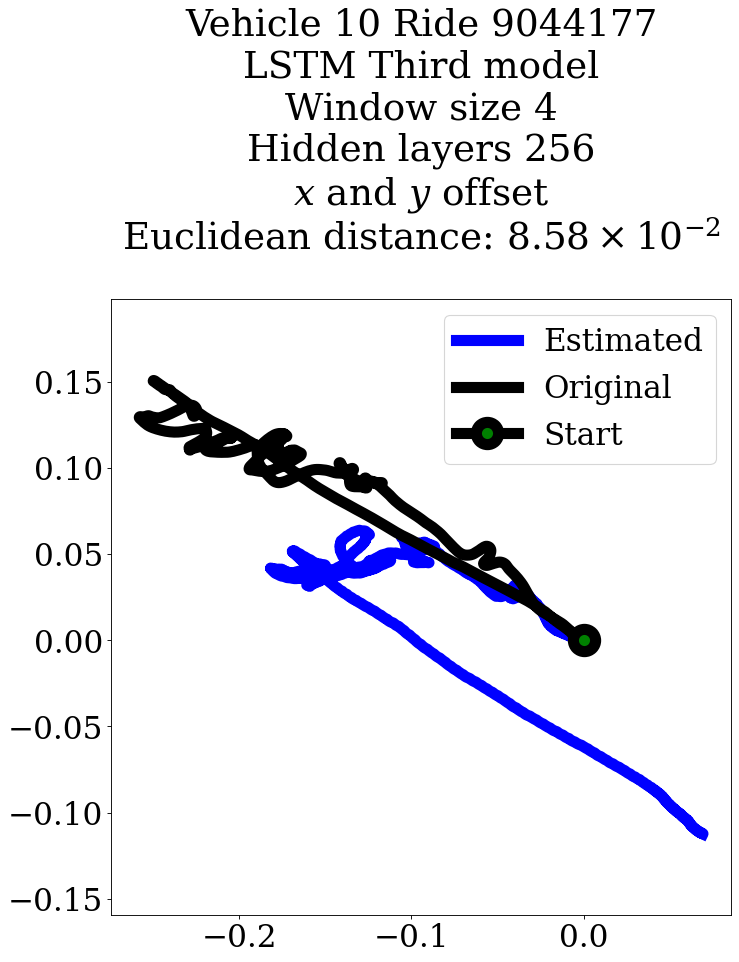 Vehicle 10 Ride 9044177
LSTM Third model
Window size 4
Hidden layers 256
x and y offset
Euclidean distance: 8.58 × 10⁻²
Estimated
Original
Start
0.15
0.10
0.05
0.00
−0.05
−0.10
−0.15
−0.2
−0.1
0.0